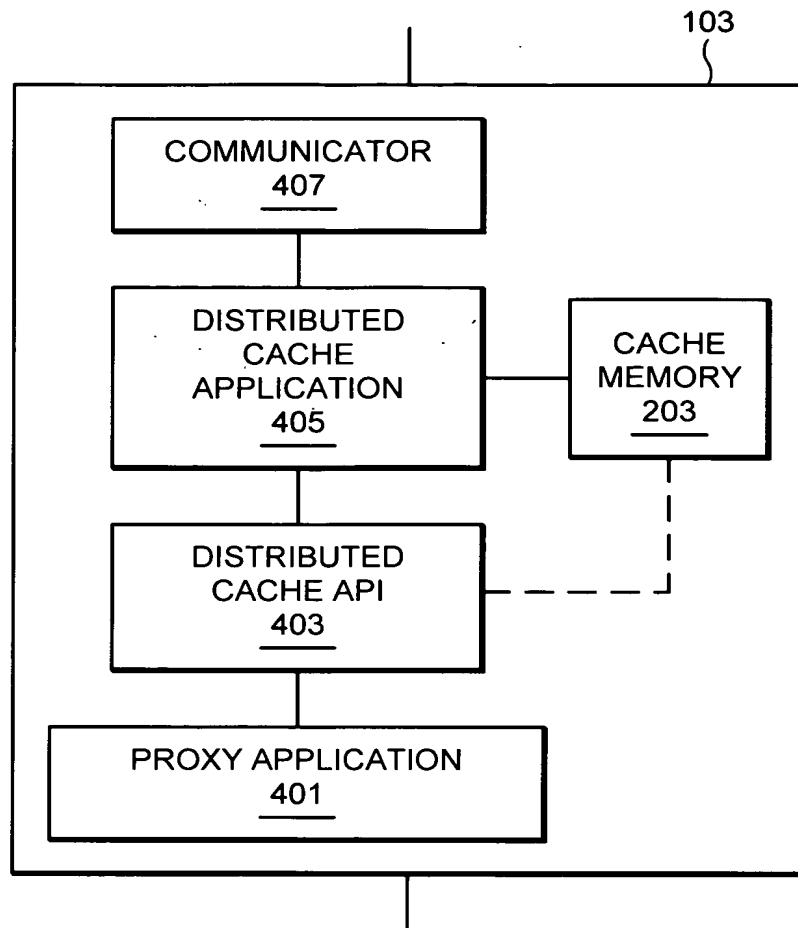 103
COMMUNICATOR
407
DISTRIBUTED
CACHE
APPLICATION
405
CACHE
MEMORY
203
DISTRIBUTED
CACHE API
403
PROXY APPLICATION
401